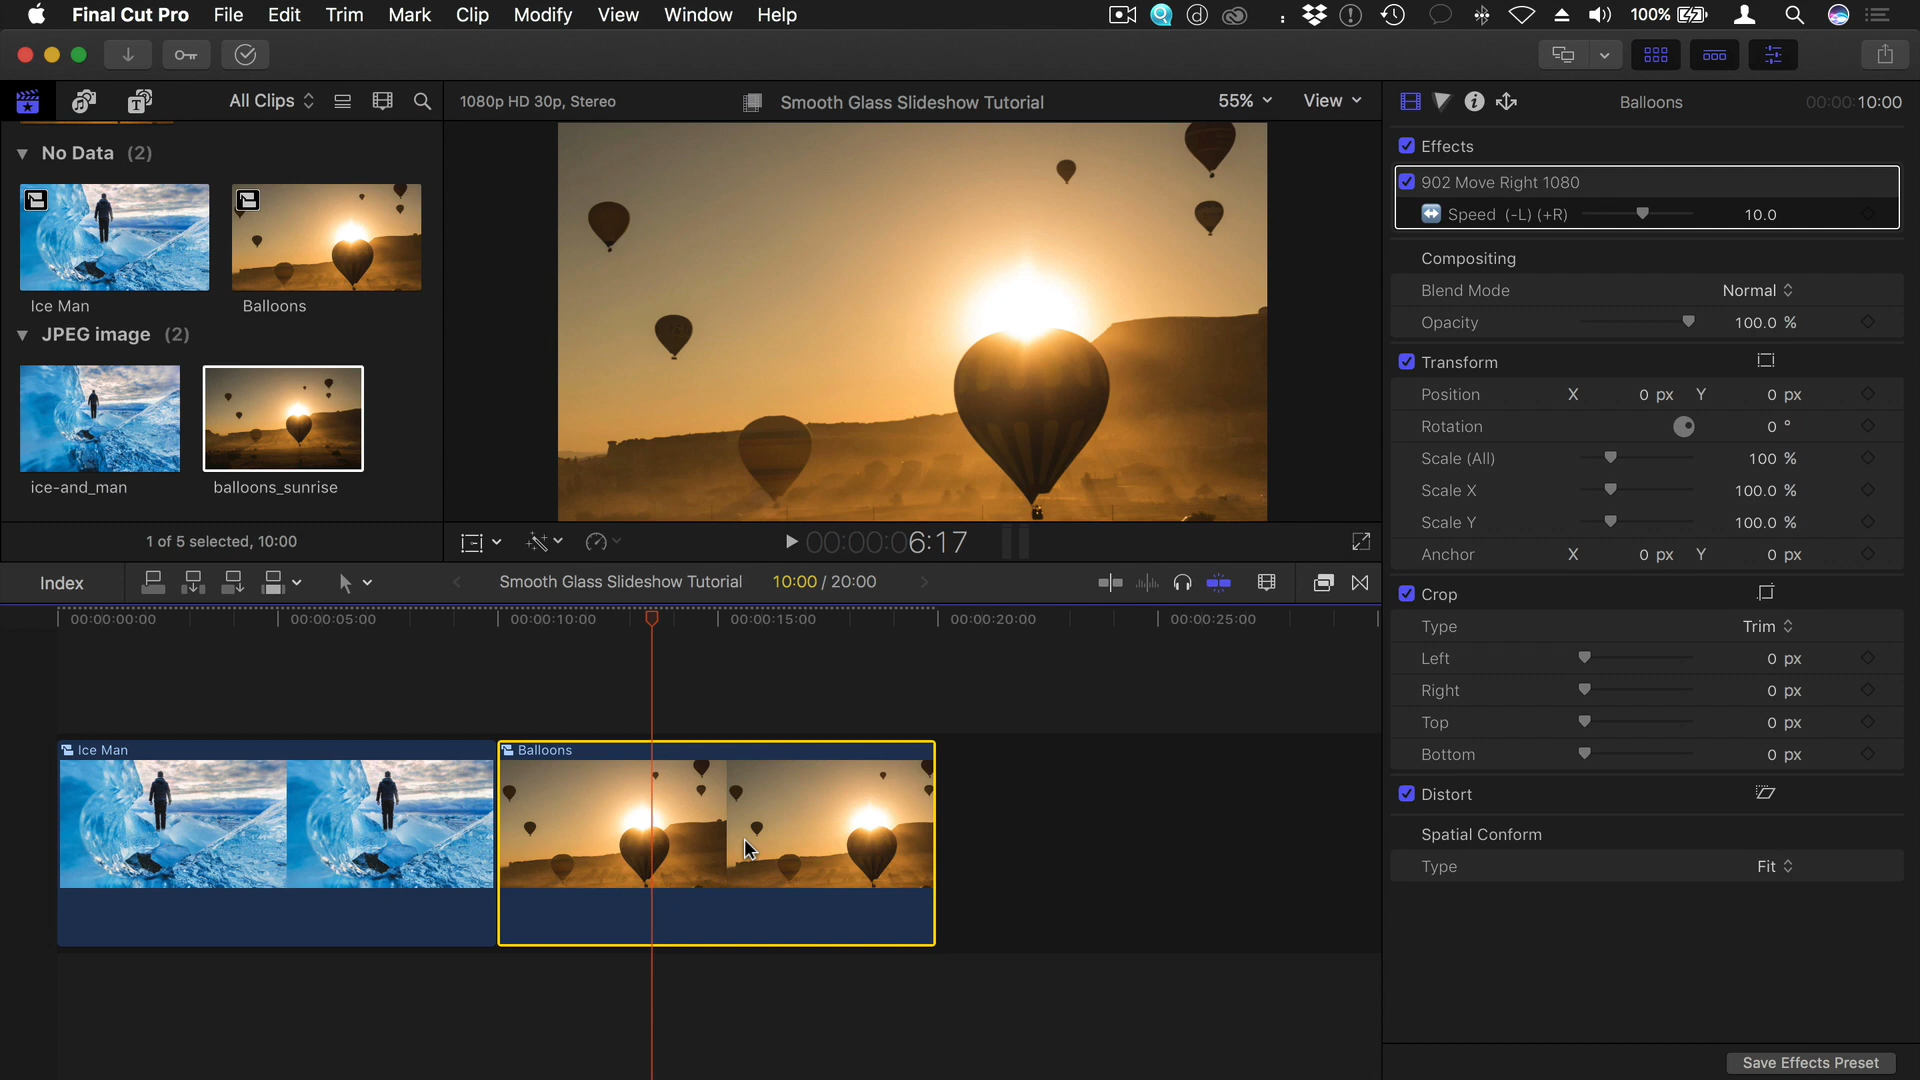 Final Cut Pro File Edit Trim Mark Clip Modify View Window Help 100%
All Clips
1080p HD 30p, Stereo
Smooth Glass Slideshow Tutorial
55%
View
Balloons
00:00:10:00
No Data (2)
Ice Man
Balloons
JPEG image (2)
ice-and_man
balloons_sunrise
1 of 5 selected, 10:00
00:00:06:17
Effects
902 Move Right 1080
Speed (-L) (+R) 10.0
Compositing
Blend Mode Normal
Opacity 100.0 %
Transform
Position X 0 px Y 0 px
Rotation 0 °
Scale (All) 100 %
Scale X 100.0 %
Scale Y 100.0 %
Anchor X 0 px Y 0 px
Crop
Type Trim
Left 0 px
Right 0 px
Top 0 px
Bottom 0 px
Distort
Spatial Conform
Type Fit
Save Effects Preset
Index
Smooth Glass Slideshow Tutorial
10:00 / 20:00
00:00:00:00 00:00:05:00 00:00:10:00 00:00:15:00 00:00:20:00 00:00:25:00
Ice Man
Balloons